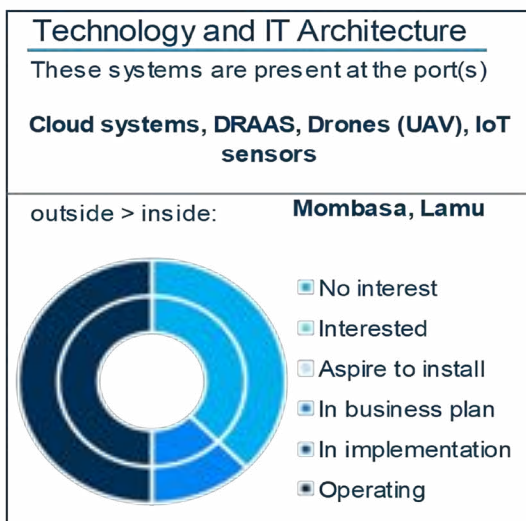 Technology and IT Architecture
These systems are present at the port(s)
Cloud systems, DRAAS, Drones (UAV), IoT
sensors
outside > inside:
Mombasa, Lamu
No interest
Interested
Aspire to install
In business plan
In implementation
Operating